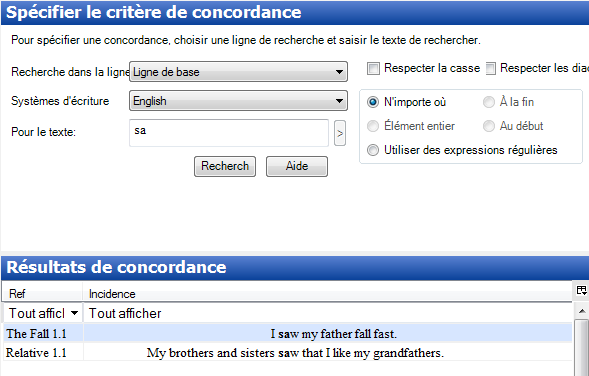 Spécifier le critère de concordance
Pour spécifier une concordance, choisir une ligne de recherche et saisir le texte de rechercher.
Recherche dans la ligne Ligne de base Respecter la casse Respecter les
Systèmes d'écriture English N'importe où À la fin
Élément entier Au début
Pour le texte: sa >
Utiliser des expressions régulières
Recherch Aide
Résultats de concordance
Ref Incidence
Tout affic Tout afficher
The Fall 1.1 I saw my father fall fast.
Relative 1.1 My brothers and sisters saw that I like my grandfathers.